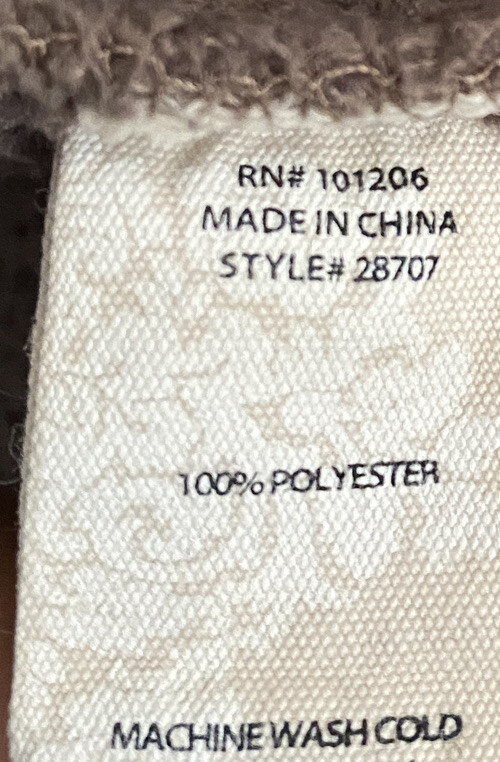 RN# 101206
MADE IN CHINA
STYLE# 28707
100% POLYESTER
MACHINE WASH COLD